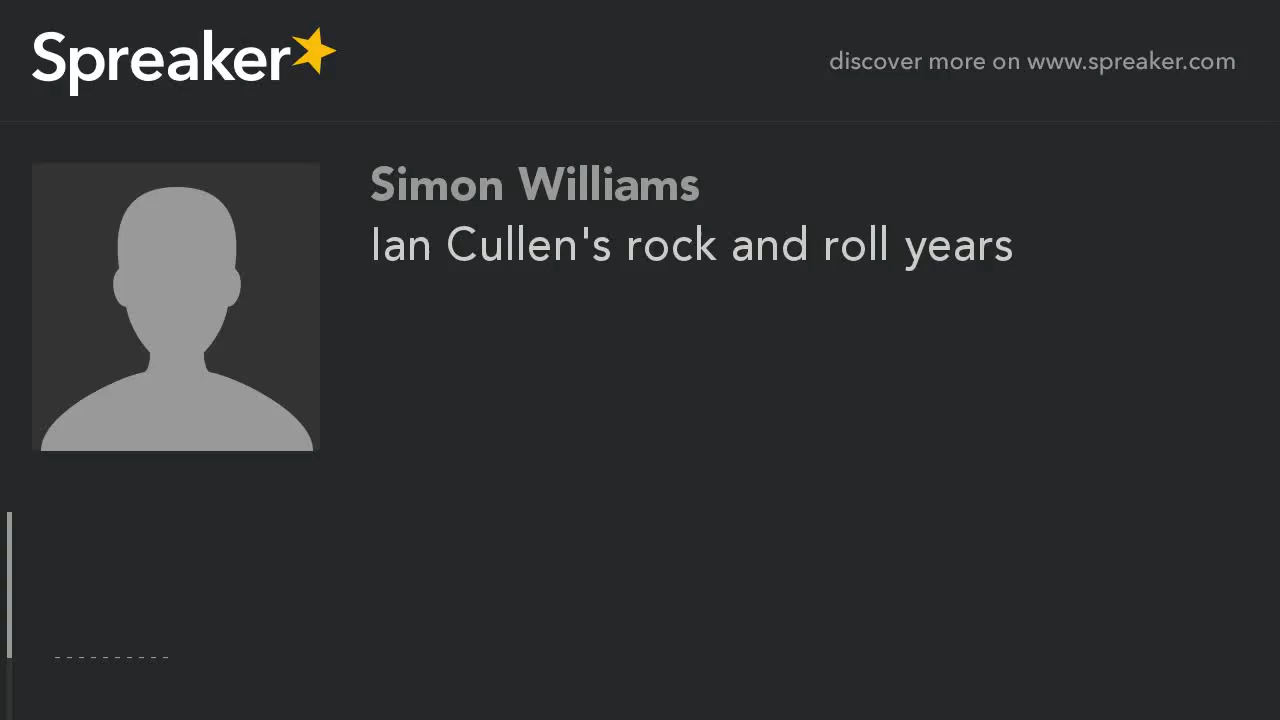 Spreaker
discover more on www.spreaker.com
Simon Williams
Ian Cullen's rock and roll years